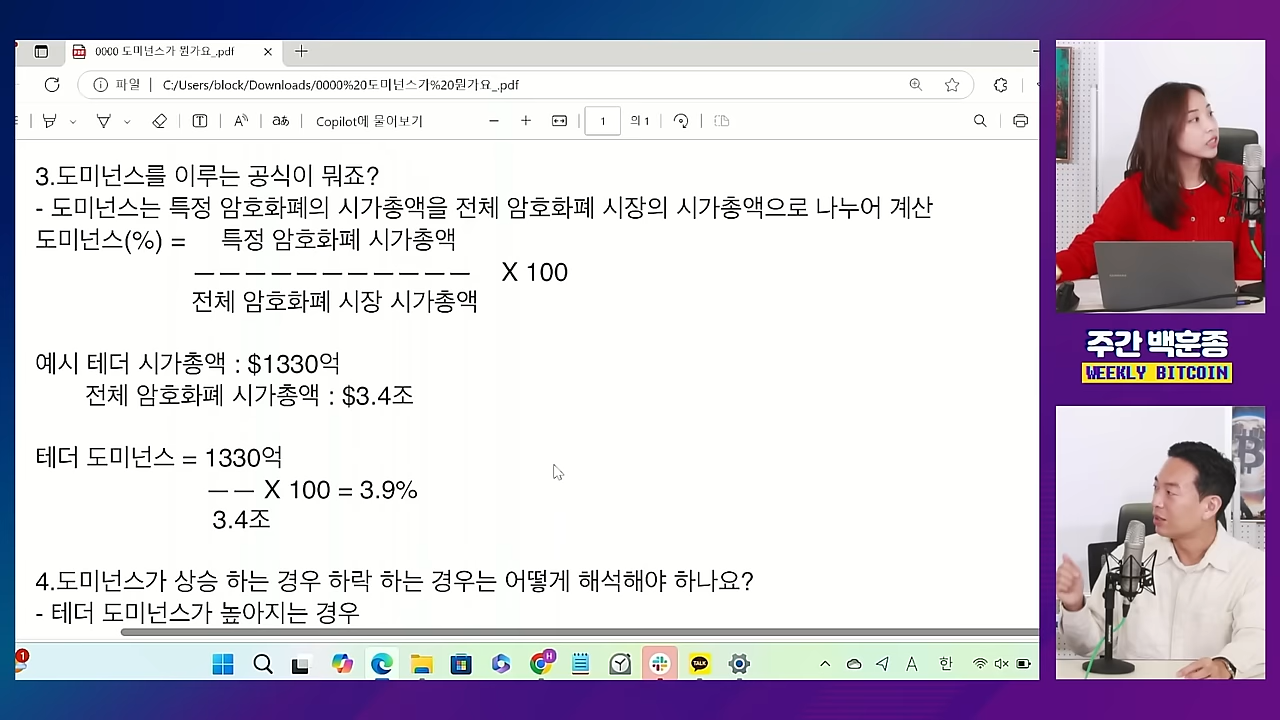 0000 도미넌스가 뭔가요_.pdf
파일
C:/Users/block/Downloads/0000%20도미넌스가%20뭔가요_.pdf
Copilot에 물어보기
1
의 1
3.도미넌스를 이루는 공식이 뭐죠?
- 도미넌스는 특정 암호화폐의 시가총액을 전체 암호화폐 시장의 시가총액으로 나누어 계산
도미넌스(%) = 특정 암호화폐 시가총액
—————————— X 100
전체 암호화폐 시장 시가총액
예시 테더 시가총액 : $1330억
전체 암호화폐 시가총액 : $3.4조
테더 도미넌스 = 1330억
—— X 100 = 3.9%
3.4조
4.도미넌스가 상승 하는 경우 하락 하는 경우는 어떻게 해석해야 하나요?
- 테더 도미넌스가 높아지는 경우
주간 백훈종
WEEKLY BITCOIN
1
H
TALK
A
한